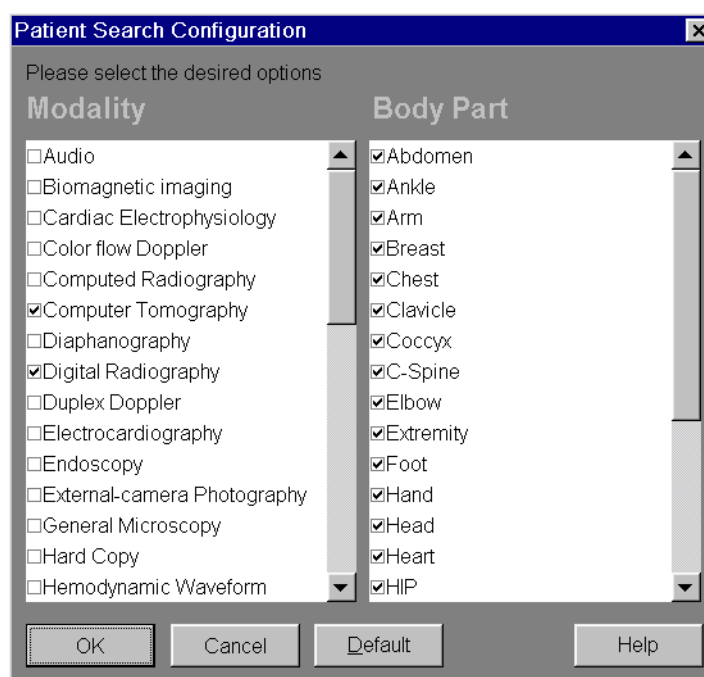 Patient Search Configuration
Please select the desired options
Modality
Audio
Biomagnetic imaging
Cardiac Electrophysiology
Color flow Doppler
Computed Radiography
Computer Tomography
Diaphanography
Digital Radiography
Duplex Doppler
Electrocardiography
Endoscopy
External-camera Photography
General Microscopy
Hard Copy
Hemodynamic Waveform
Body Part
Abdomen
Ankle
Arm
Breast
Chest
Clavicle
Coccyx
C-Spine
Elbow
Extremity
Foot
Hand
Head
Heart
HIP
OK
Cancel
Default
Help